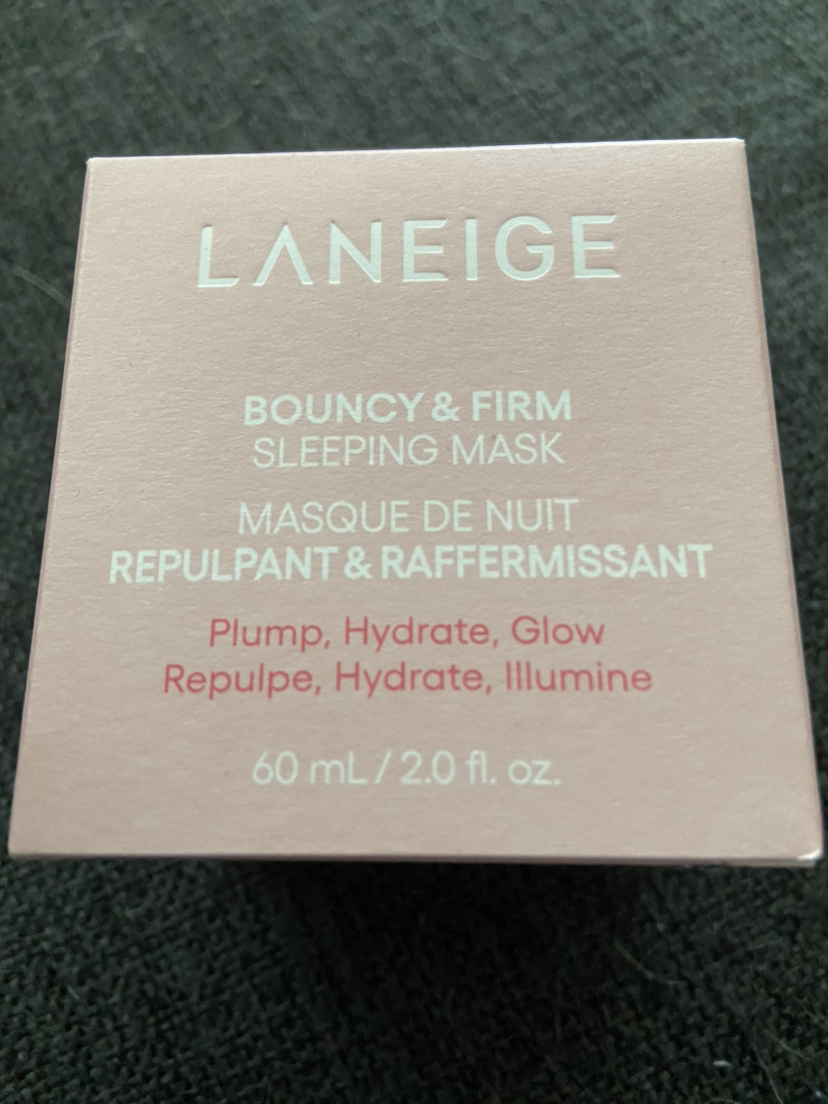 LANEIGE
BOUNCY & FIRM
SLEEPING MASK
MASQUE DE NUIT
REPULPANT & RAFFERMISSANT
Plump, Hydrate, Glow
Repulpe, Hydrate, Illumine
60 mL / 2.0 fl. oz.